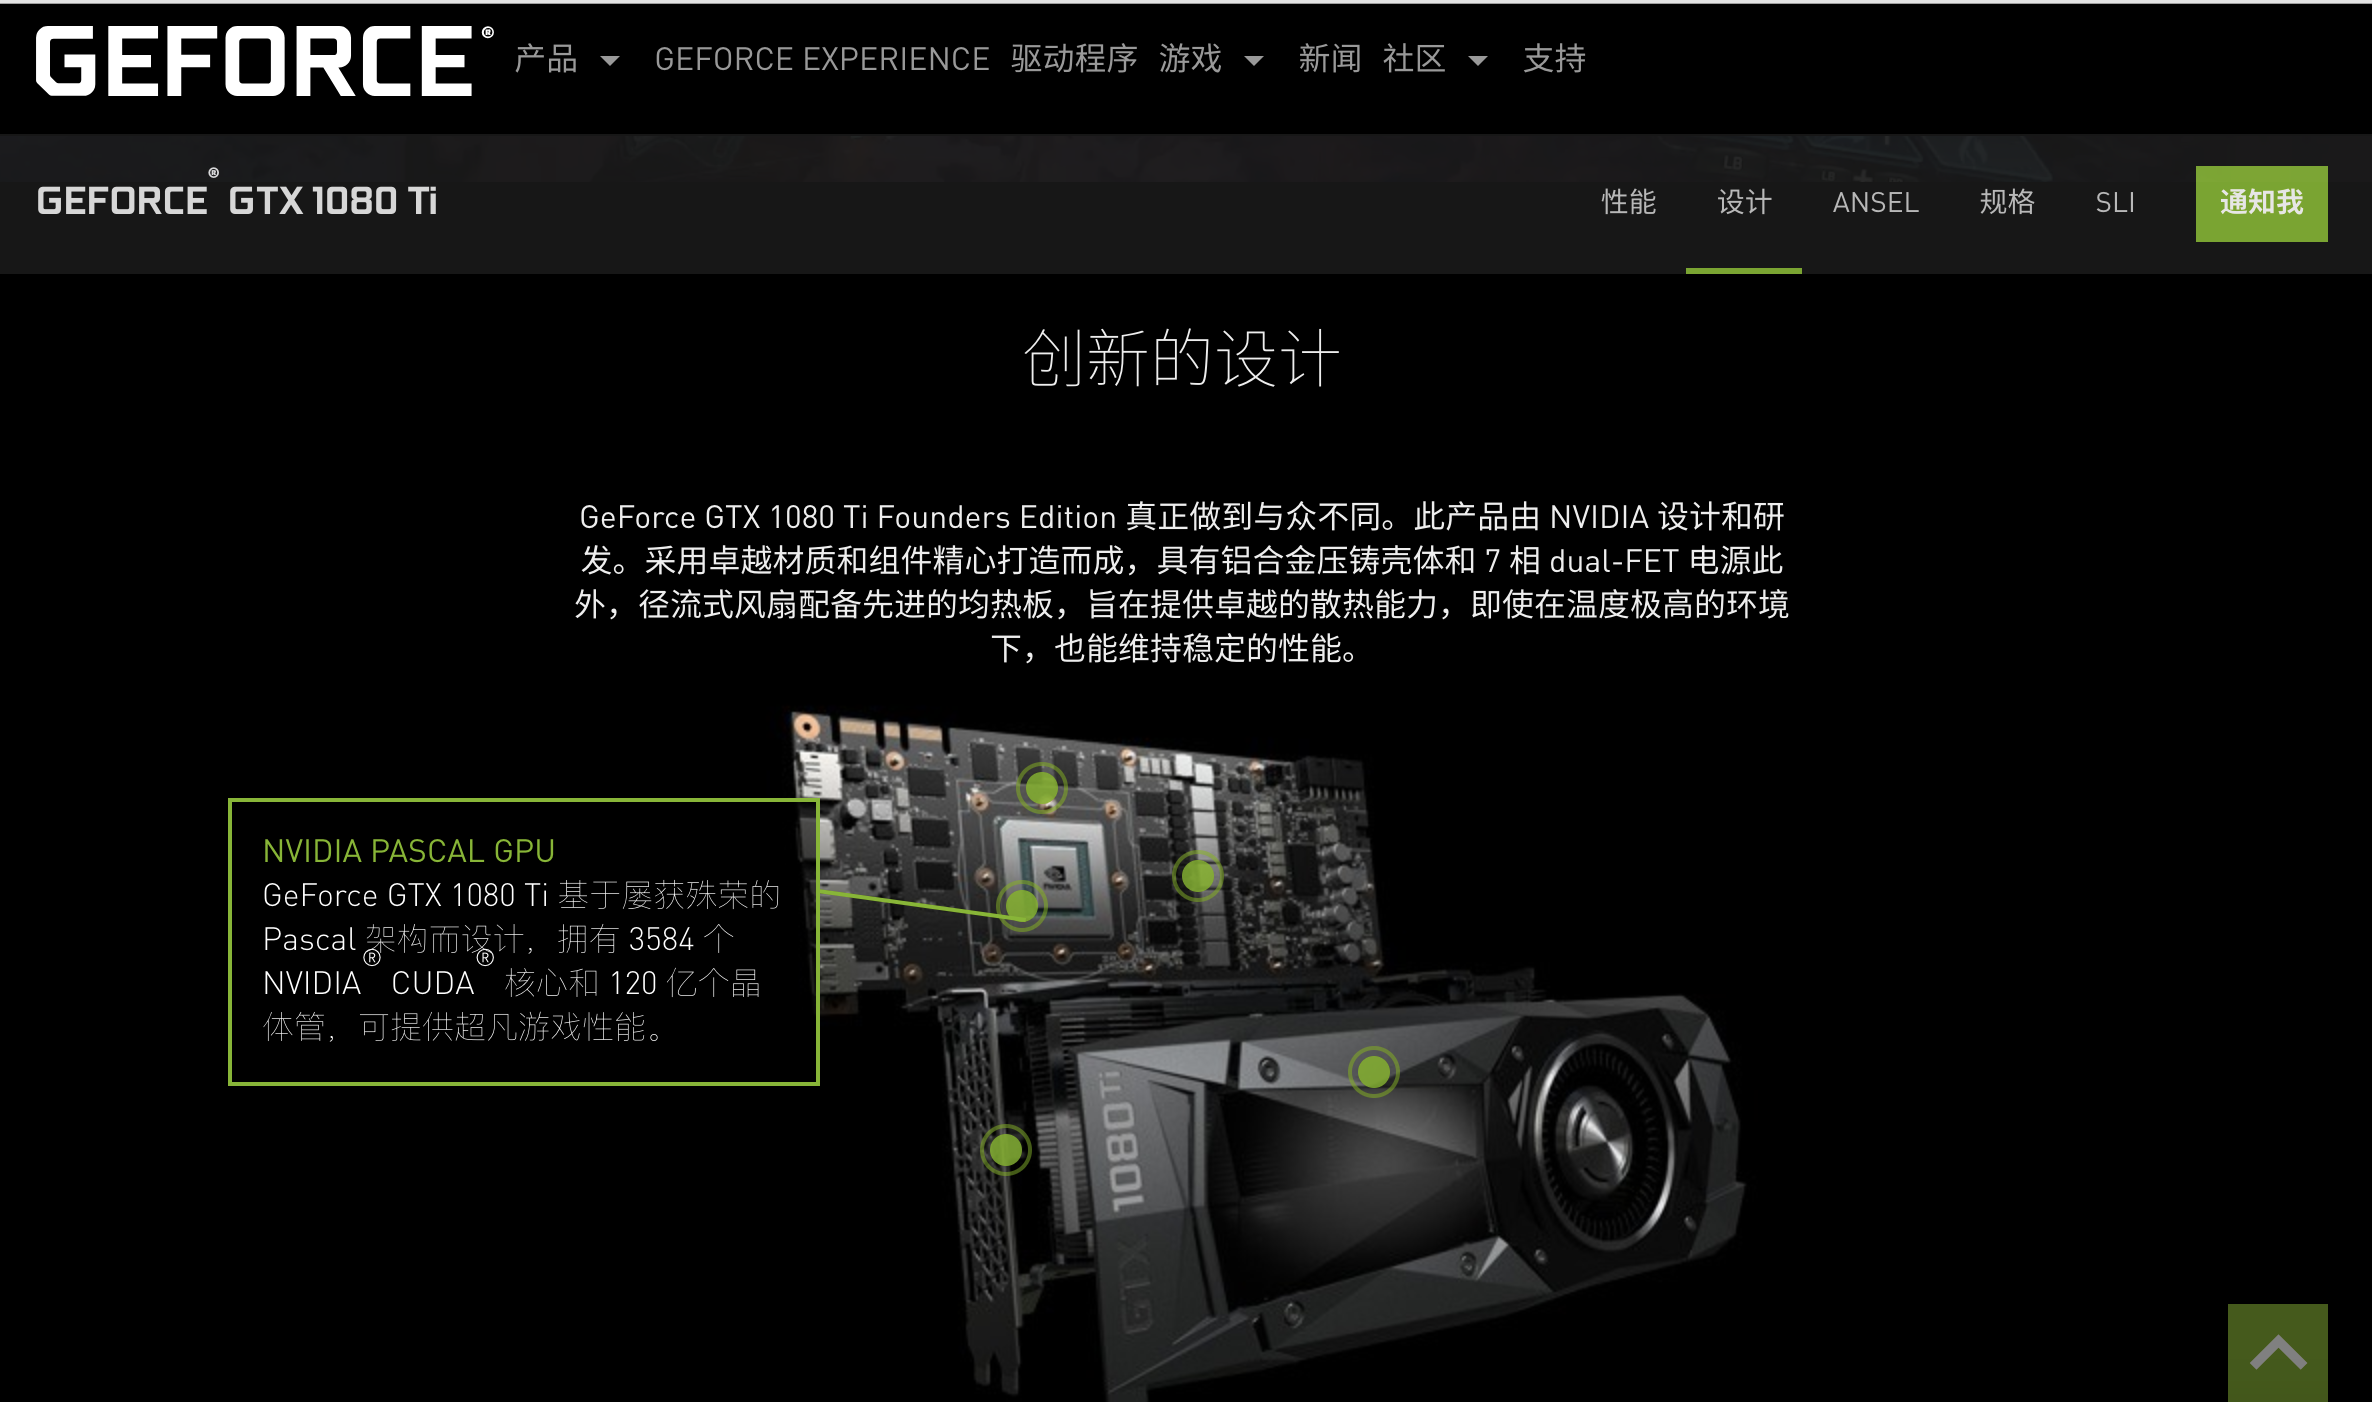 GEFORCE®
产品 GEFORCE EXPERIENCE 驱动程序 游戏 新闻 社区 支持
GEFORCE® GTX 1080 Ti
性能 设计 ANSEL 规格 SLI 通知我
创新的设计
GeForce GTX 1080 Ti Founders Edition 真正做到与众不同。此产品由 NVIDIA 设计和研
发。采用卓越材质和组件精心打造而成，具有铝合金压铸壳体和 7 相 dual-FET 电源此
外，径流式风扇配备先进的均热板，旨在提供卓越的散热能力，即使在温度极高的环境
下，也能维持稳定的性能。
NVIDIA PASCAL GPU
GeForce GTX 1080 Ti 基于屡获殊荣的
Pascal 架构而设计，拥有 3584 个
NVIDIA® CUDA® 核心和 120 亿个晶
体管，可提供超凡游戏性能。
NVIDIA
GTX 1080 Ti